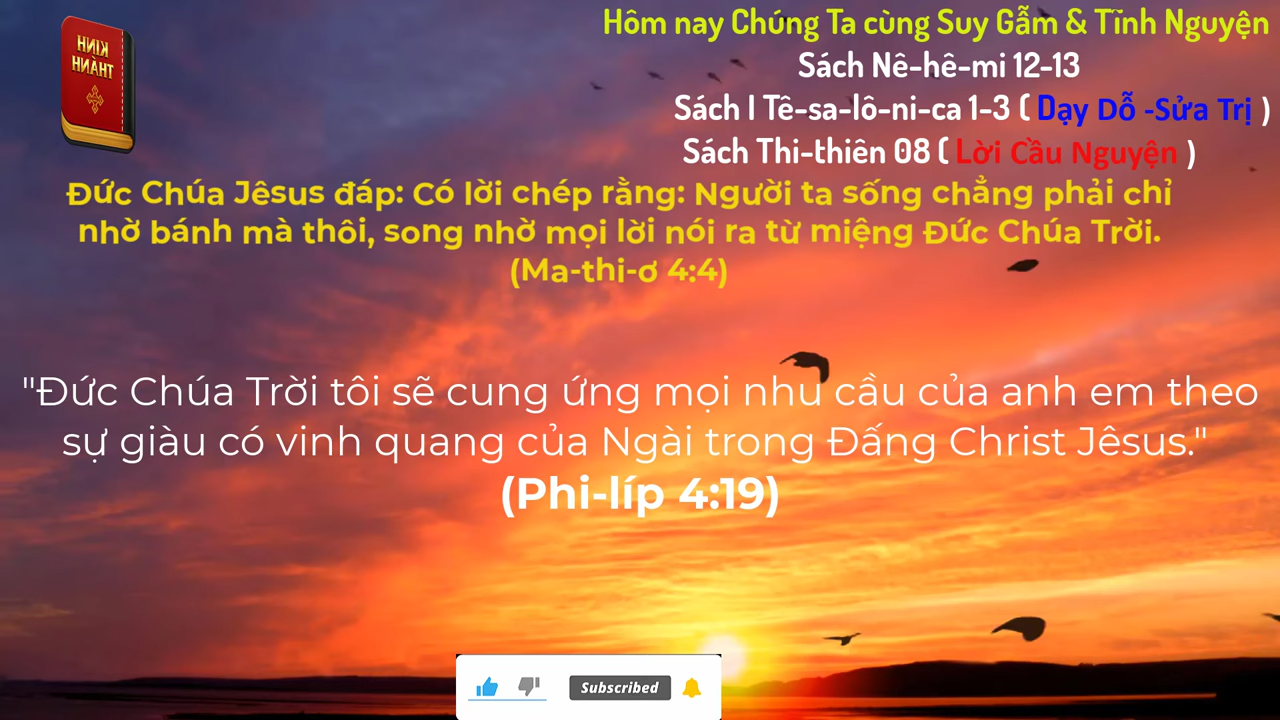 KINH
THÁNH
Hôm nay Chúng Ta cùng Suy Gẫm & Tĩnh Nguyện
Sách Nê-hê-mi 12-13
Sách I Tê-sa-lô-ni-ca 1-3 ( Dạy Dỗ -Sửa Trị )
Sách Thi-thiên 08 ( Lời Cầu Nguyện )
Đức Chúa Jêsus đáp: Có lời chép rằng: Người ta sống chẳng phải chỉ
nhờ bánh mà thôi, song nhờ mọi lời nói ra từ miệng Đức Chúa Trời.
(Ma-thi-ơ 4:4)
"Đức Chúa Trời tôi sẽ cung ứng mọi nhu cầu của anh em theo
sự giàu có vinh quang của Ngài trong Đấng Christ Jêsus."
(Phi-líp 4:19)
Subscribed